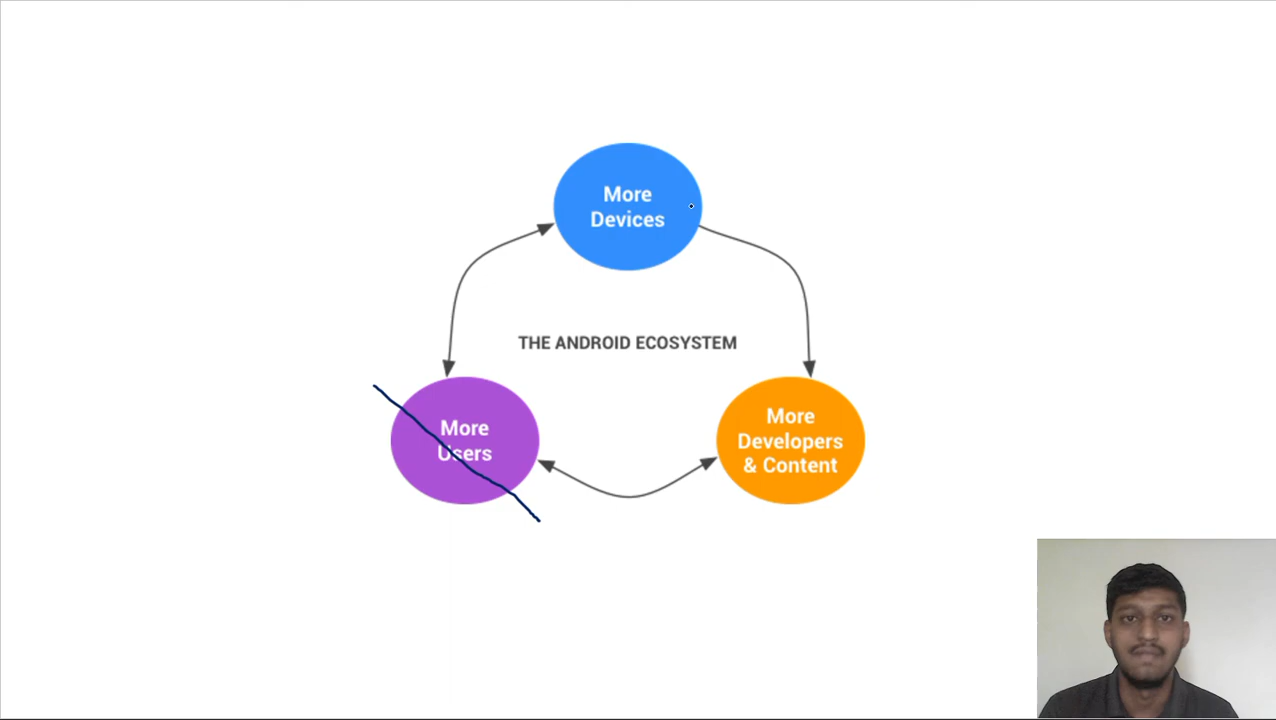 More
Devices
THE ANDROID ECOSYSTEM
More
Users
More
Developers
& Content